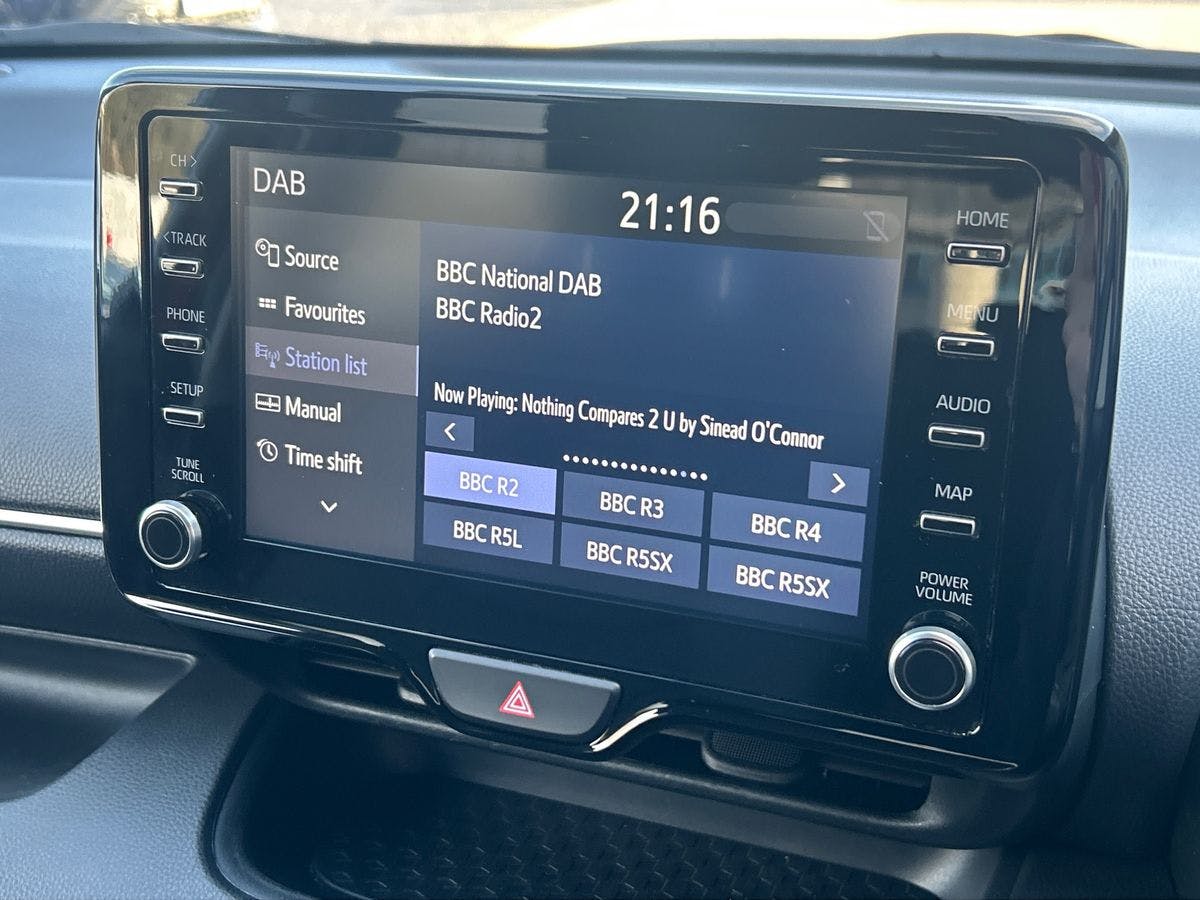 CH >
< TRACK
PHONE
SETUP
TUNE
SCROLL
DAB
21:16
Source
Favourites
Station list
Manual
Time shift
BBC National DAB
BBC Radio2
Now Playing: Nothing Compares 2 U by Sinead O'Connor
<
>
BBC R2
BBC R3
BBC R4
BBC R5L
BBC R5SX
BBC R5SX
HOME
MENU
AUDIO
MAP
POWER
VOLUME